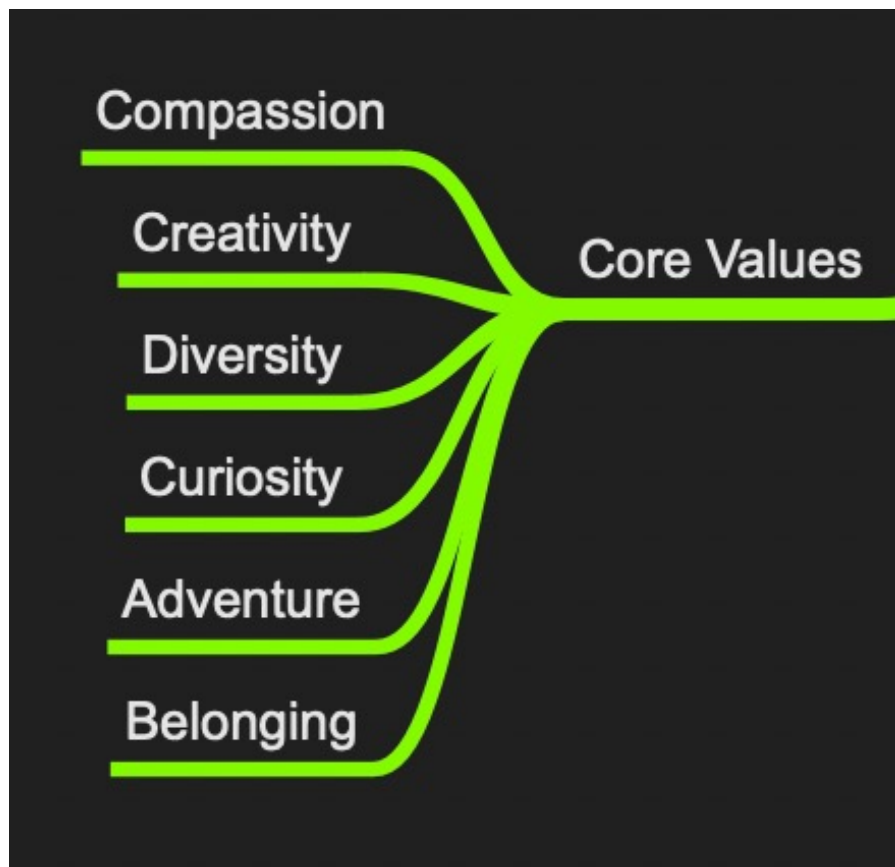 Compassion
Creativity
Core Values
Diversity
Curiosity
Adventure
Belonging